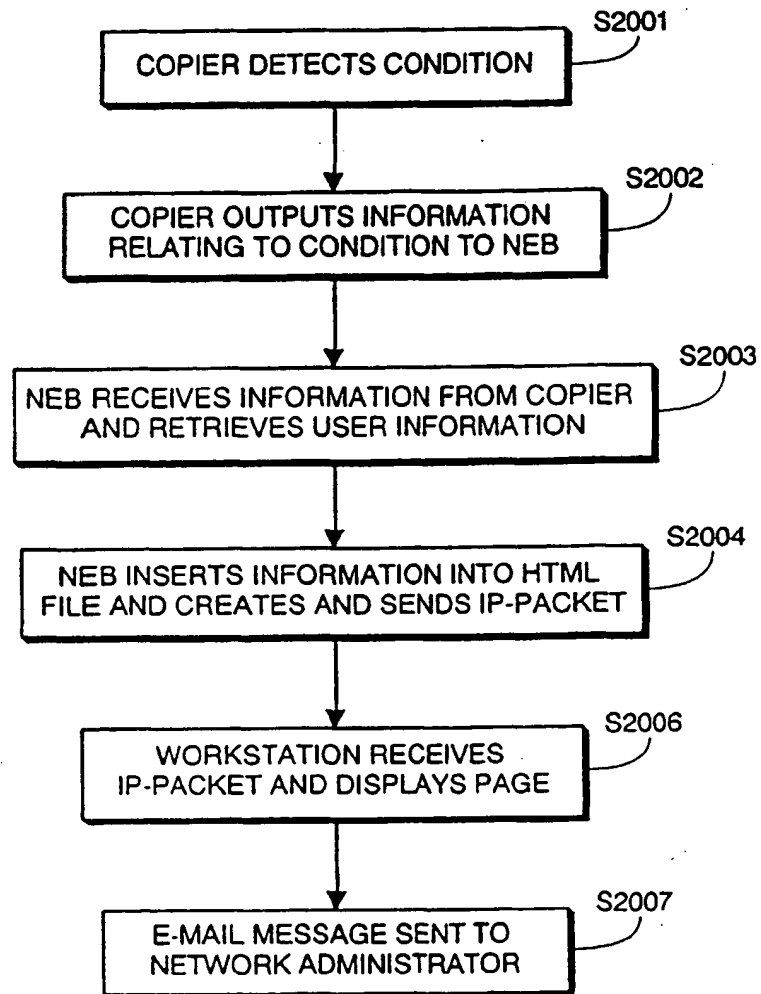 S2001
COPIER DETECTS CONDITION
S2002
COPIER OUTPUTS INFORMATION
RELATING TO CONDITION TO NEB
S2003
NEB RECEIVES INFORMATION FROM COPIER
AND RETRIEVES USER INFORMATION
S2004
NEB INSERTS INFORMATION INTO HTML
FILE AND CREATES AND SENDS IP-PACKET
S2006
WORKSTATION RECEIVES
IP-PACKET AND DISPLAYS PAGE
S2007
E-MAIL MESSAGE SENT TO
NETWORK ADMINISTRATOR